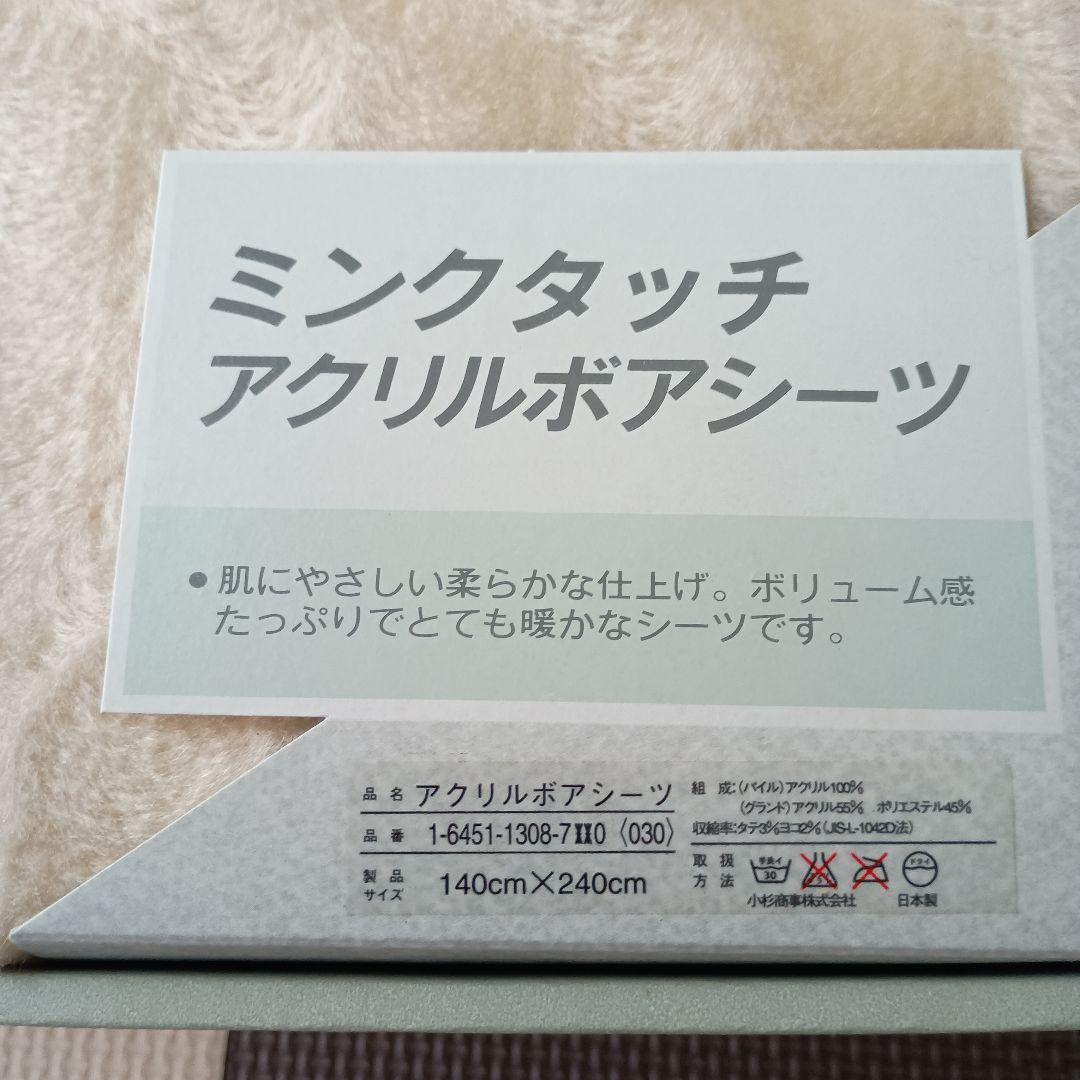 ミンクタッチ
アクリルボアシーツ
●肌にやさしい柔らかな仕上げ。ボリューム感
たっぷりでとても暖かなシーツです。
品名 アクリルボアシーツ
品番 1-6451-1308-7 0〈030〉
製品
サイズ 140cm×240cm
組成:(パイル)アクリル100%
(グランド)アクリル55% ポリエステル45%
収縮率:タテ3%ヨコ2%(JIS-L-1042D法)
取扱
方法 手洗イ 30 ドライ
小杉商事株式会社 日本製